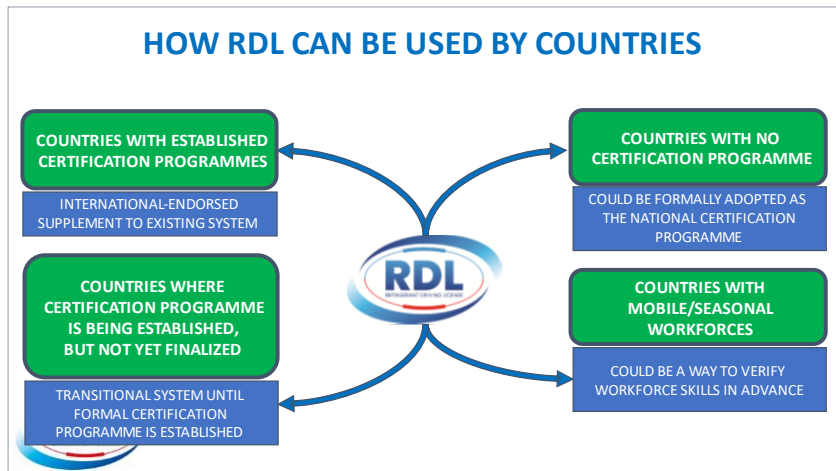 HOW RDL CAN BE USED BY COUNTRIES
COUNTRIES WITH ESTABLISHED
CERTIFICATION PROGRAMMES
INTERNATIONAL-ENDORSED
SUPPLEMENT TO EXISTING SYSTEM
COUNTRIES WITH NO
CERTIFICATION PROGRAMME
COULD BE FORMALLY ADOPTED AS
THE NATIONAL CERTIFICATION
PROGRAMME
RDL
REFRIGERANT DRIVING LICENSE
COUNTRIES WHERE
CERTIFICATION PROGRAMME
IS BEING ESTABLISHED,
BUT NOT YET FINALIZED
TRANSITIONAL SYSTEM UNTIL
FORMAL CERTIFICATION
PROGRAMME IS ESTABLISHED
COUNTRIES WITH
MOBILE/SEASONAL
WORKFORCES
COULD BE A WAY TO VERIFY
WORKFORCE SKILLS IN ADVANCE